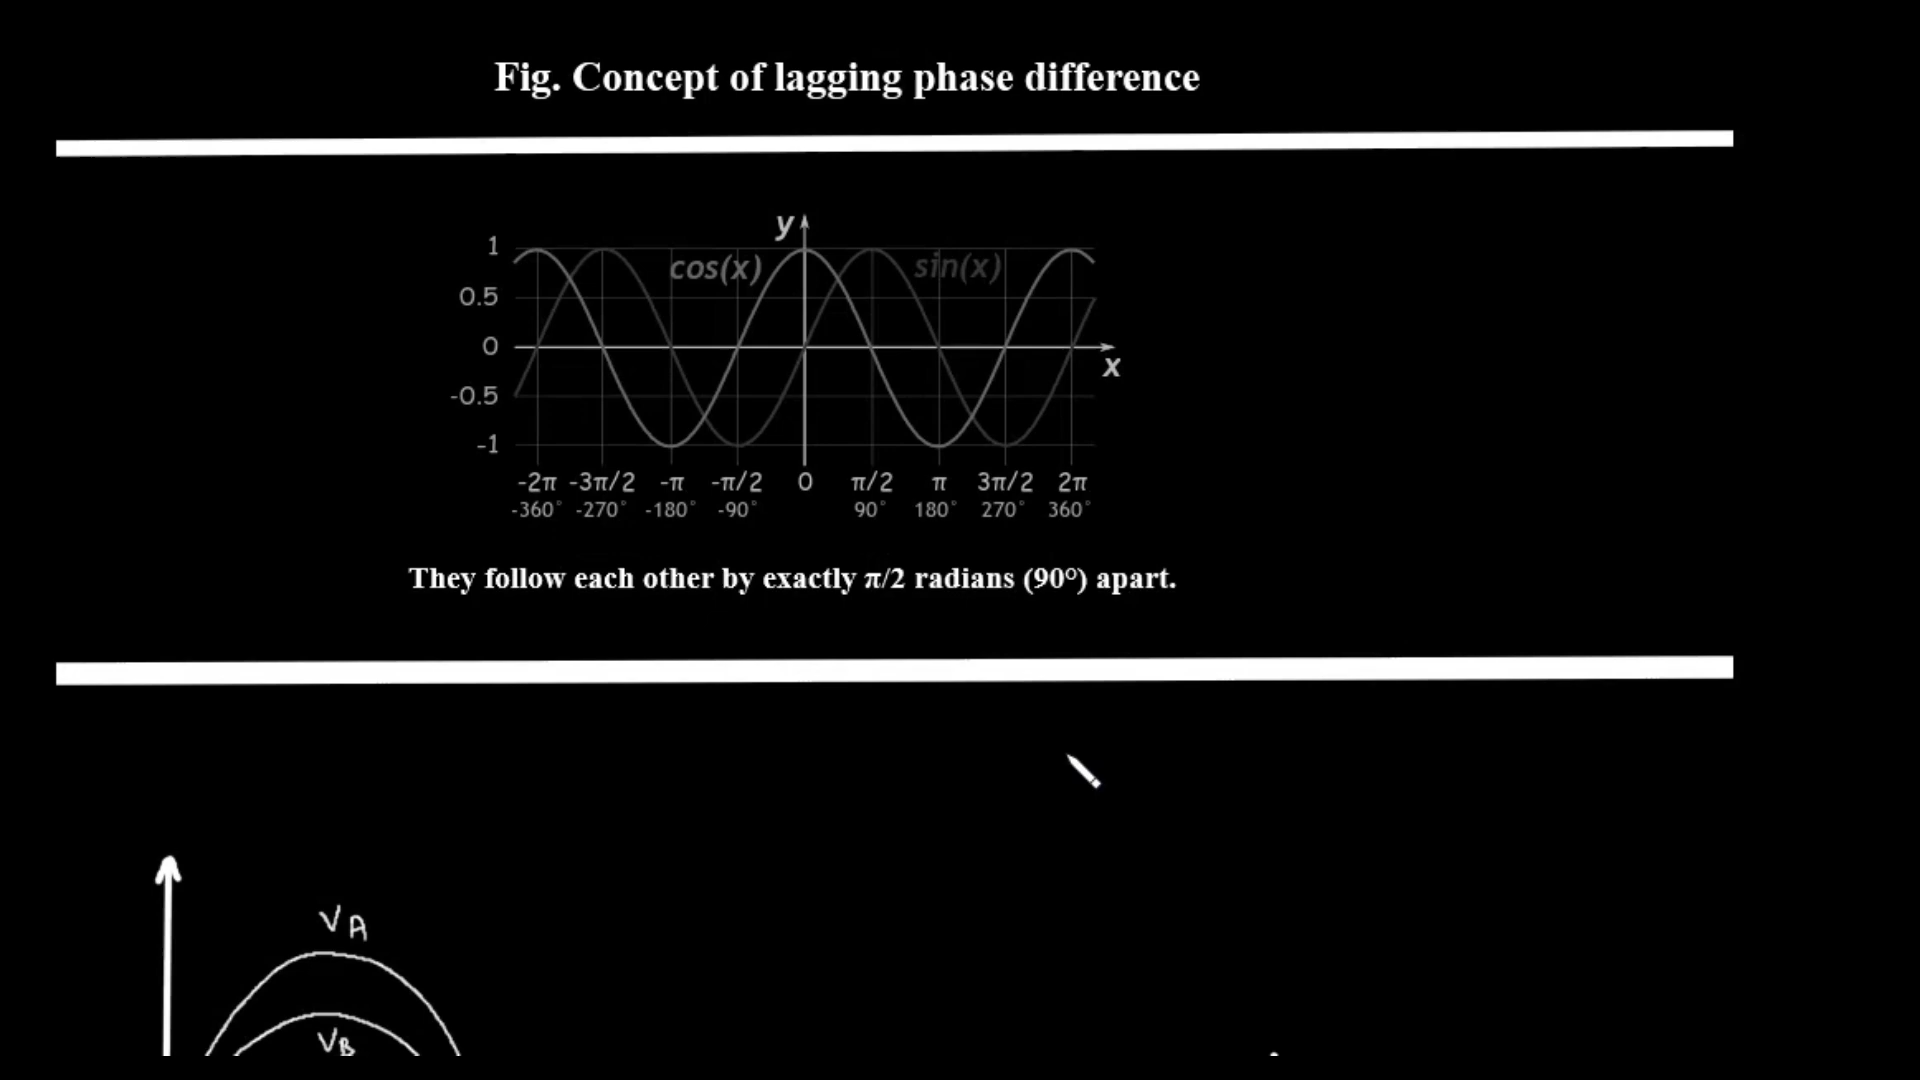 Fig. Concept of lagging phase difference
y
1
cos(x)
sin(x)
0.5
0
x
-0.5
-1
-2π -3π/2 -π -π/2 0 π/2 π 3π/2 2π
-360° -270° -180° -90° 90° 180° 270° 360°
They follow each other by exactly π/2 radians (90º) apart.
VA
VB